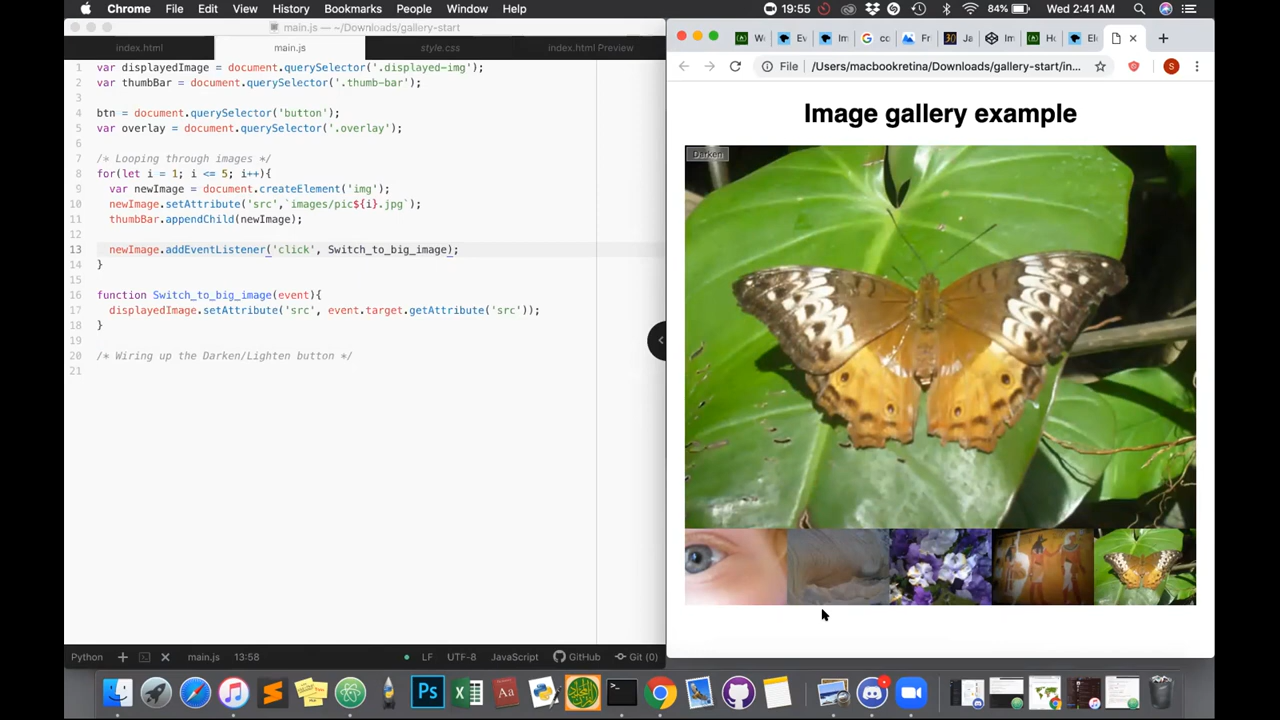 Chrome File Edit View History Bookmarks People Window Help 19:55 84% Wed 2:41 AM
main.js — ~/Downloads/gallery-start
index.html main.js style.css index.html Preview
1 var displayedImage = document.querySelector('.displayed-img');
2 var thumbBar = document.querySelector('.thumb-bar');
3
4 btn = document.querySelector('button');
5 var overlay = document.querySelector('.overlay');
6
7 /* Looping through images */
8 for(let i = 1; i <= 5; i++){
9 var newImage = document.createElement('img');
10 newImage.setAttribute('src',`images/pic${i}.jpg`);
11 thumbBar.appendChild(newImage);
12
13 newImage.addEventListener('click', Switch_to_big_image);
14 }
15
16 function Switch_to_big_image(event){
17 displayedImage.setAttribute('src', event.target.getAttribute('src'));
18 }
19
20 /* Wiring up the Darken/Lighten button */
21
Python main.js 13:58 LF UTF-8 JavaScript GitHub Git (0)
File /Users/macbookretina/Downloads/gallery-start/in... S
Image gallery example
Darken
Ps